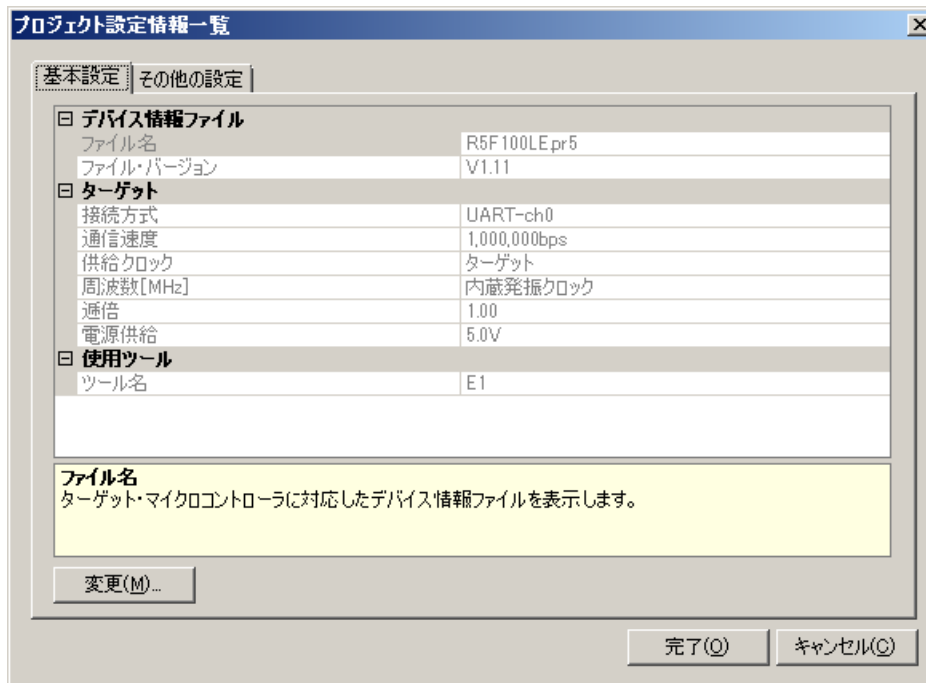 プロジェクト設定情報一覧
基本設定 その他の設定
デバイス情報ファイル
ファイル名 R5F100LE.pr5
ファイル・バージョン V1.11
ターゲット
接続方式 UART-ch0
通信速度 1,000,000bps
供給クロック ターゲット
周波数[MHz] 内蔵発振クロック
逓倍 1.00
電源供給 5.0V
使用ツール
ツール名 E1
ファイル名
ターゲット・マイクロコントローラに対応したデバイス情報ファイルを表示します。
変更(M)...
完了(O) キャンセル(C)